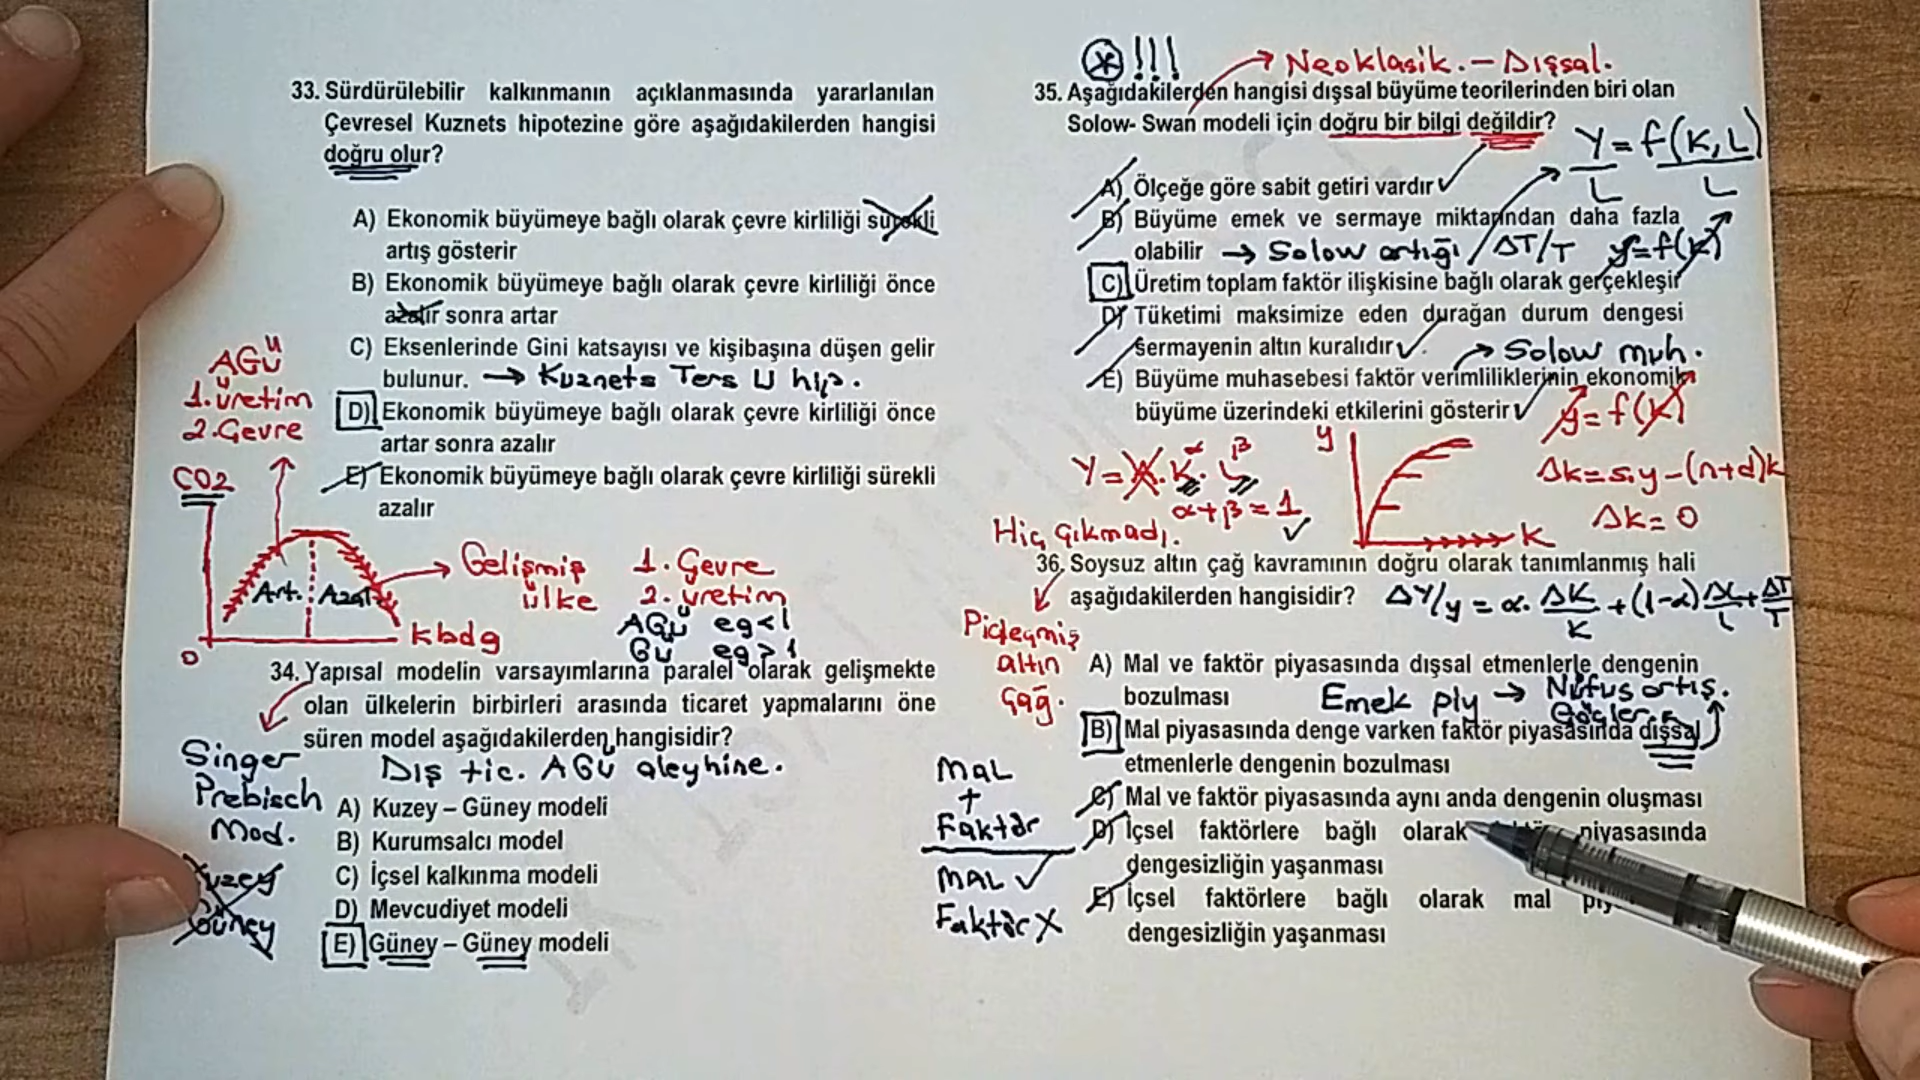 33. Sürdürülebilir kalkınmanın açıklanmasında yararlanılan
Çevresel Kuznets hipotezine göre aşağıdakilerden hangisi
doğru olur?
A) Ekonomik büyümeye bağlı olarak çevre kirliliği sürekli
artış gösterir
B) Ekonomik büyümeye bağlı olarak çevre kirliliği önce
azalır sonra artar
C) Eksenlerinde Gini katsayısı ve kişibaşına düşen gelir
bulunur. → Kuznets Ters U hip.
D) Ekonomik büyümeye bağlı olarak çevre kirliliği önce
artar sonra azalır
E) Ekonomik büyümeye bağlı olarak çevre kirliliği sürekli
azalır
AGÜ
1. üretim
2. Çevre
CO2
Art. Azal
0
kbdg
Gelişmiş
ülke
1. Çevre
2. üretim
AGÜ eg<1
GÜ eg>1
34. Yapısal modelin varsayımlarına paralel olarak gelişmekte
olan ülkelerin birbirleri arasında ticaret yapmalarını öne
süren model aşağıdakilerden hangisidir?
Dış tic. AGÜ aleyhine.
Singer
Prebisch
Mod.
Kuzey
Güney
A) Kuzey – Güney modeli
B) Kurumsalcı model
C) İçsel kalkınma modeli
D) Mevcudiyet modeli
E) Güney – Güney modeli
!!! → Neoklasik. – Dışsal.
35. Aşağıdakilerden hangisi dışsal büyüme teorilerinden biri olan
Solow- Swan modeli için doğru bir bilgi değildir?
Y = f(K,L)
L L
A) Ölçeğe göre sabit getiri vardır ✓
B) Büyüme emek ve sermaye miktarından daha fazla
olabilir → Solow artığı / ΔT/T y=f(k)
C) Üretim toplam faktör ilişkisine bağlı olarak gerçekleşir
D) Tüketimi maksimize eden durağan durum dengesi
sermayenin altın kuralıdır ✓. → Solow muh.
E) Büyüme muhasebesi faktör verimliliklerinin ekonomik
büyüme üzerindeki etkilerini gösterir ✓
y=f(k)
Y=A.K^α.L^β
α+β=1 ✓
y
k
Δk=s.y–(n+d)k
Δk=0
Hiç çıkmadı.
36. Soysuz altın çağ kavramının doğru olarak tanımlanmış hali
aşağıdakilerden hangisidir?
ΔY/y = α. ΔK/K + (1-α) ΔL/L + ΔT/T
Piçleşmiş
altın
Çağ.
A) Mal ve faktör piyasasında dışsal etmenlerle dengenin
bozulması
Emek piy → Nüfus artış.
Göçler
B) Mal piyasasında denge varken faktör piyasasında dışsal
etmenlerle dengenin bozulması
C) Mal ve faktör piyasasında aynı anda dengenin oluşması
D) İçsel faktörlere bağlı olarak piyasasında
dengesizliğin yaşanması
E) İçsel faktörlere bağlı olarak mal
dengesizliğin yaşanması
Mal
+
Faktör
Mal ✓
Faktör X